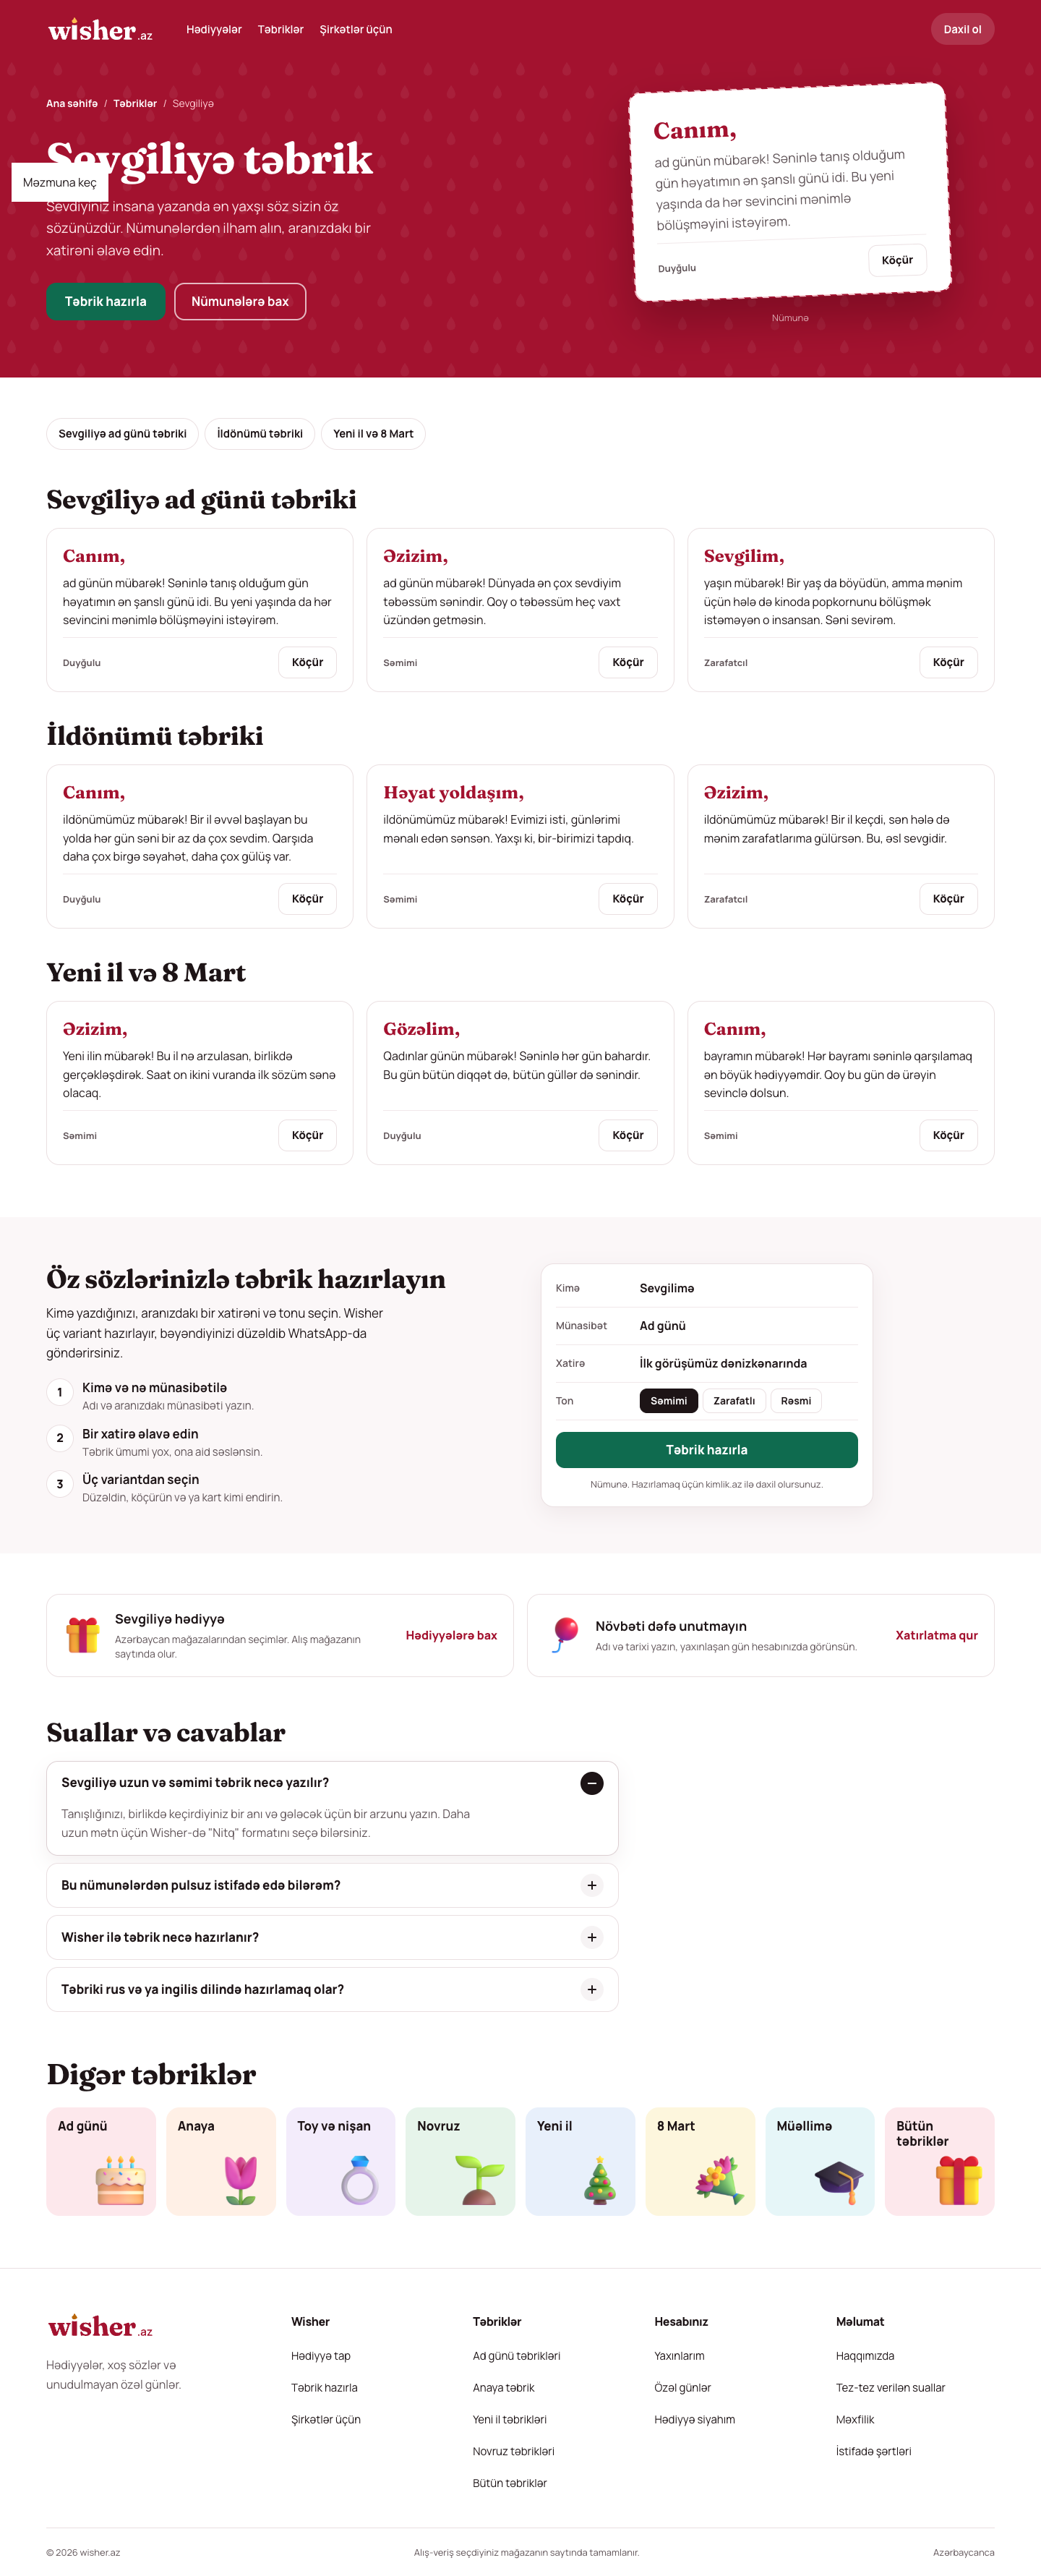 wisher.az
Hədiyyələr
Təbriklər
Şirkətlər üçün
Daxil ol
Ana səhifə / Təbriklər / Sevgiliyə
Sevgiliyə təbrik
Məzmuna keç
Sevdiyiniz insana yazanda ən yaxşı söz sizin öz
sözünüzdür. Nümunələrdən ilham alın, aranızdakı bir
xatirəni əlavə edin.
Təbrik hazırla
Nümunələrə bax
Canım,
ad günün mübarək! Səninlə tanış olduğum
gün həyatımın ən şanslı günü idi. Bu yeni
yaşında da hər sevincini mənimlə
bölüşməyini istəyirəm.
Duyğulu
Köçür
Nümunə
Sevgiliyə ad günü təbriki
İldönümü təbriki
Yeni il və 8 Mart
Sevgiliyə ad günü təbriki
Canım,
ad günün mübarək! Səninlə tanış olduğum gün
həyatımın ən şanslı günü idi. Bu yeni yaşında da hər
sevincini mənimlə bölüşməyini istəyirəm.
Duyğulu
Köçür
Əzizim,
ad günün mübarək! Dünyada ən çox sevdiyim
təbəssüm sənindir. Qoy o təbəssüm heç vaxt
üzündən getməsin.
Səmimi
Köçür
Sevgilim,
yaşın mübarək! Bir yaş da böyüdün, amma mənim
üçün hələ də kinoda popkornunu bölüşmək
istəməyən o insansan. Səni sevirəm.
Zarafatcıl
Köçür
İldönümü təbriki
Canım,
ildönümümüz mübarək! Bir il əvvəl başlayan bu
yolda hər gün səni bir az da çox sevdim. Qarşıda
daha çox birgə səyahət, daha çox gülüş var.
Duyğulu
Köçür
Həyat yoldaşım,
ildönümümüz mübarək! Evimizi isti, günlərimi
mənalı edən sənsən. Yaxşı ki, bir-birimizi tapdıq.
Səmimi
Köçür
Əzizim,
ildönümümüz mübarək! Bir il keçdi, sən hələ də
mənim zarafatlarıma gülürsən. Bu, əsl sevgidir.
Zarafatcıl
Köçür
Yeni il və 8 Mart
Əzizim,
Yeni ilin mübarək! Bu il nə arzulasan, birlikdə
gerçəkləşdirək. Saat on ikini vuranda ilk sözüm sənə
olacaq.
Səmimi
Köçür
Gözəlim,
Qadınlar günün mübarək! Səninlə hər gün bahardır.
Bu gün bütün diqqət də, bütün güllər də sənindir.
Duyğulu
Köçür
Canım,
bayramın mübarək! Hər bayramı səninlə qarşılamaq
ən böyük hədiyyəmdir. Qoy bu gün də ürəyin
sevinclə dolsun.
Səmimi
Köçür
Öz sözlərinizlə təbrik hazırlayın
Kimə yazdığınızı, aranızdakı bir xatirəni və tonu seçin. Wisher
üç variant hazırlayır, bəyəndiyinizi düzəldib WhatsApp-da
göndərirsiniz.
1
Kimə və nə münasibətilə
Adı və aranızdakı münasibəti yazın.
2
Bir xatirə əlavə edin
Təbrik ümumi yox, ona aid səslənsin.
3
Üç variantdan seçin
Düzəldin, köçürün və ya kart kimi endirin.
Kimə
Sevgilimə
Münasibət
Ad günü
Xatirə
İlk görüşümüz dənizkənarında
Ton
Səmimi
Zarafatlı
Rəsmi
Təbrik hazırla
Nümunə. Hazırlamaq üçün kimlik.az ilə daxil olursunuz.
Sevgiliyə hədiyyə
Azərbaycan mağazalarından seçimlər. Alış mağazanın
saytında olur.
Hədiyyələrə bax
Növbəti dəfə unutmayın
Adı və tarixi yazın, yaxınlaşan gün hesabınızda görünsün.
Xatırlatma qur
Suallar və cavablar
Sevgiliyə uzun və səmimi təbrik necə yazılır?
Tanışlığınızı, birlikdə keçirdiyiniz bir anı və gələcək üçün bir arzunu yazın. Daha
uzun mətn üçün Wisher-də "Nitq" formatını seçə bilərsiniz.
Bu nümunələrdən pulsuz istifadə edə bilərəm?
Wisher ilə təbrik necə hazırlanır?
Təbriki rus və ya ingilis dilində hazırlamaq olar?
Digər təbriklər
Ad günü
Anaya
Toy və nişan
Novruz
Yeni il
8 Mart
Müəllimə
Bütün
təbriklər
wisher.az
Hədiyyələr, xoş sözlər və
unudulmayan özəl günlər.
Wisher
Hədiyyə tap
Təbrik hazırla
Şirkətlər üçün
Təbriklər
Ad günü təbrikləri
Anaya təbrik
Yeni il təbrikləri
Novruz təbrikləri
Bütün təbriklər
Hesabınız
Yaxınlarım
Özəl günlər
Hədiyyə siyahım
Məlumat
Haqqımızda
Tez-tez verilən suallar
Məxfilik
İstifadə şərtləri
© 2026 wisher.az
Alış-veriş seçdiyiniz mağazanın saytında tamamlanır.
Azərbaycanca